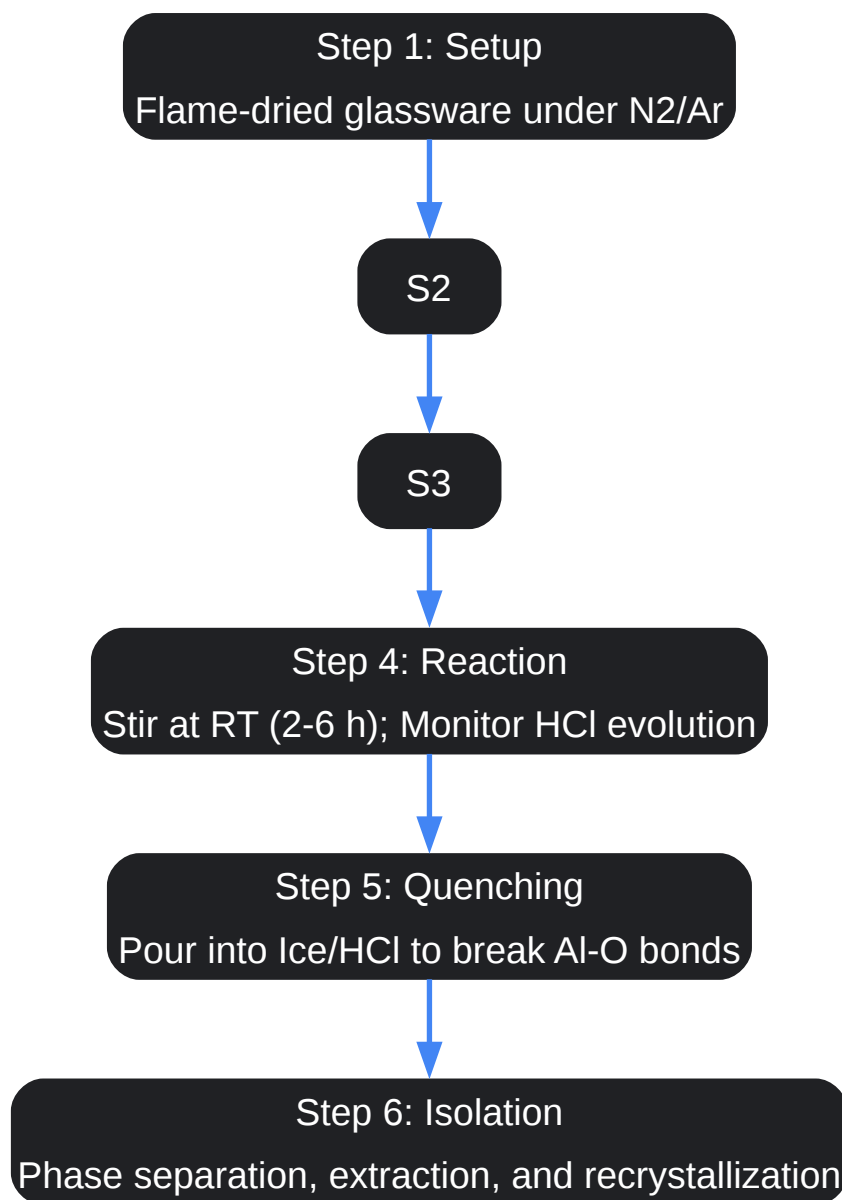 Step 1: Setup
Flame-dried glassware under N2/Ar
S2
S3
Step 4: Reaction
Stir at RT (2-6 h); Monitor HCl evolution
Step 5: Quenching
Pour into Ice/HCl to break Al-O bonds
Step 6: Isolation
Phase separation, extraction, and recrystallization